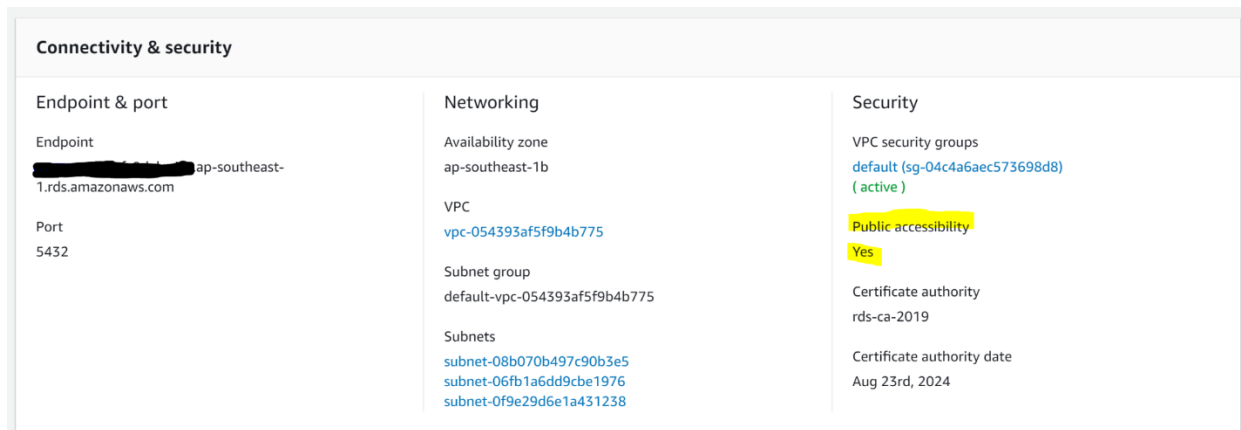 Connectivity & security
Endpoint & port
Endpoint
ap-southeast-
1.rds.amazonaws.com
Port
5432
Networking
Availability zone
ap-southeast-1b
VPC
vpc-054393af5f9b4b775
Subnet group
default-vpc-054393af5f9b4b775
Subnets
subnet-08b070b497c90b3e5
subnet-06fb1a6dd9cbe1976
subnet-0f9e29d6e1a431238
Security
VPC security groups
default (sg-04c4a6aec573698d8)
( active )
Public accessibility
Yes
Certificate authority
rds-ca-2019
Certificate authority date
Aug 23rd, 2024